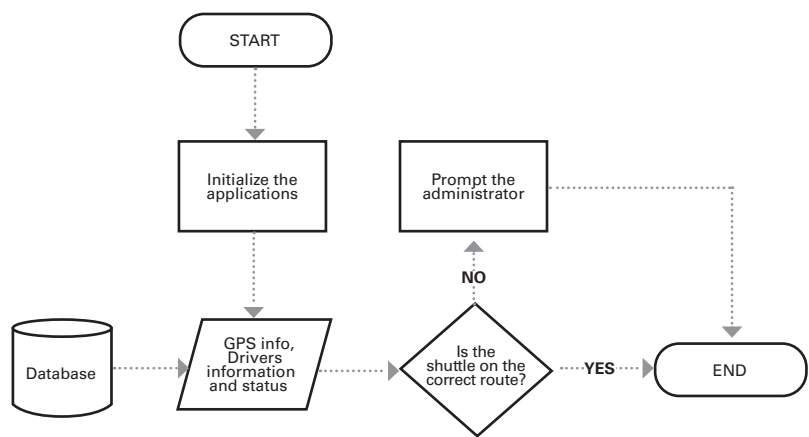 START
Initialize the
applications
Prompt the
administrator
NO
Database
GPS info,
Drivers
information
and status
Is the
shuttle on the
correct route?
YES
END